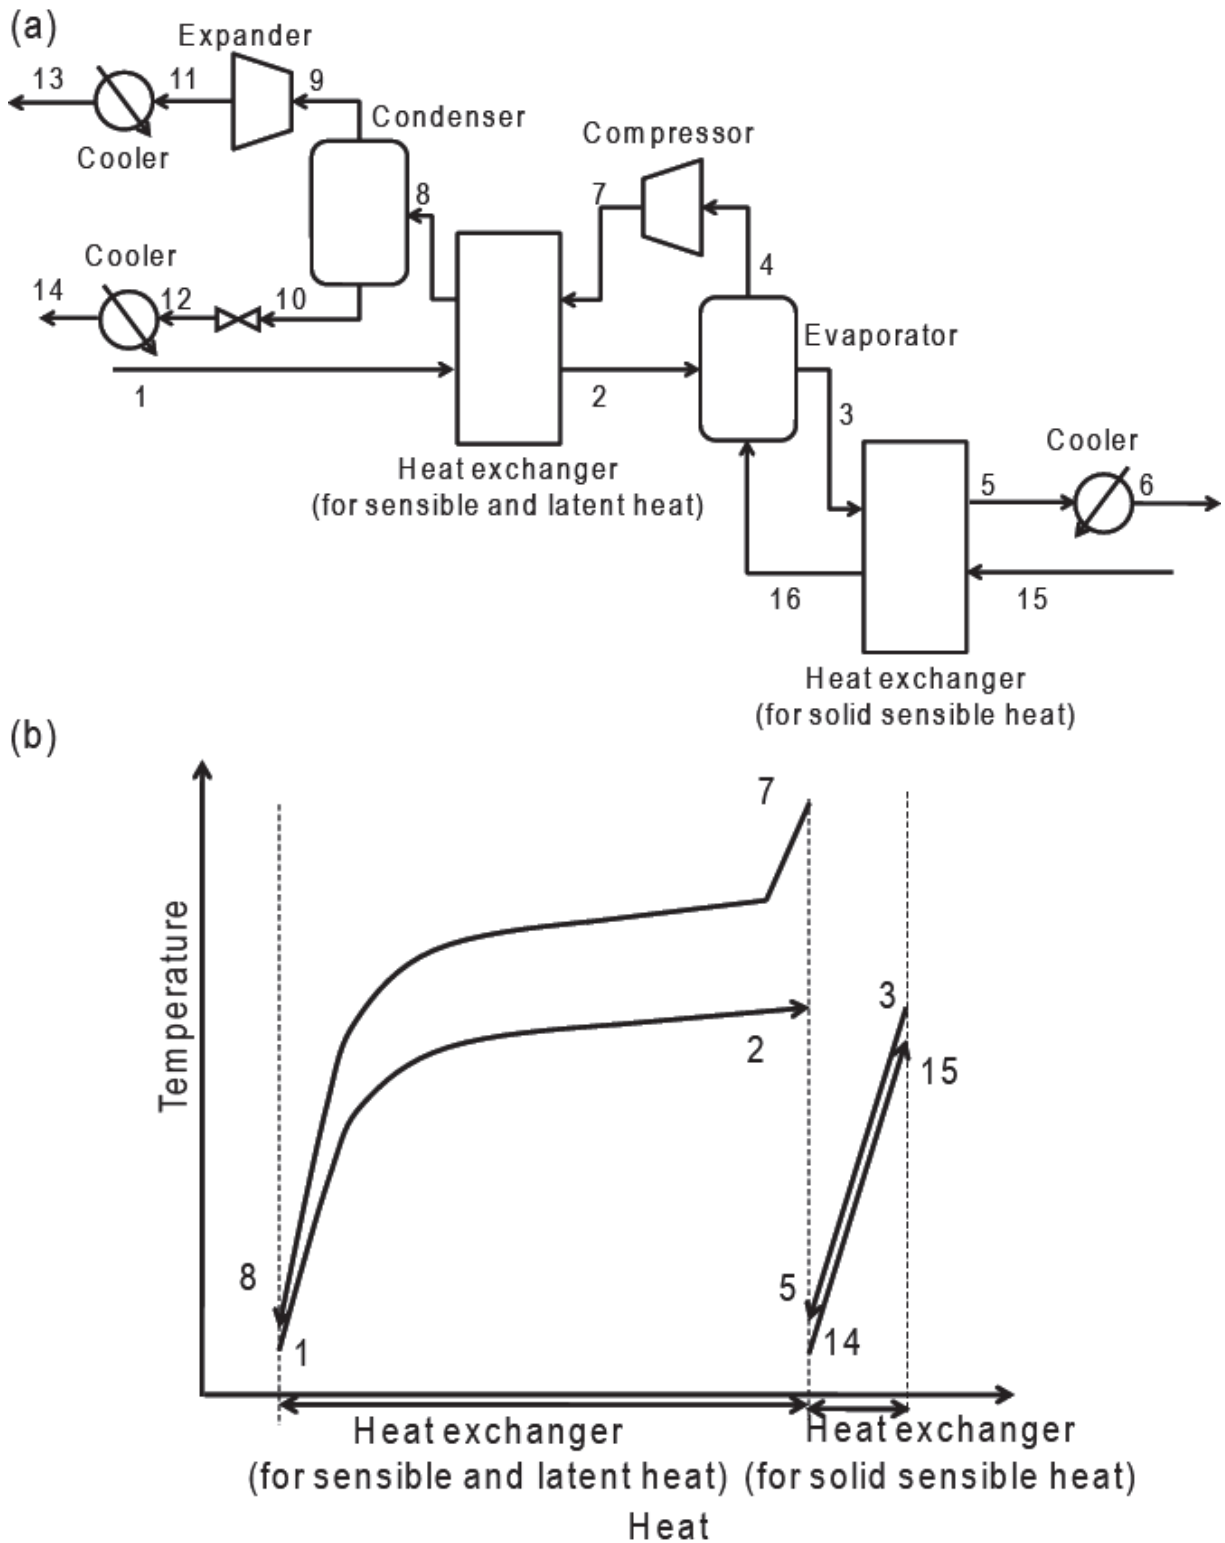 (a)
Expander
13
11
9
Condenser
Cooler
Compressor
8
7
Cooler
4
14
12
10
Evaporator
1
2
3
Cooler
Heat exchanger
(for sensible and latent heat)
5
6
16
15
Heat exchanger
(for solid sensible heat)
(b)
7
Temperature
3
2
15
8
5
1
14
Heat exchanger
(for sensible and latent heat)
Heat exchanger
(for solid sensible heat)
Heat